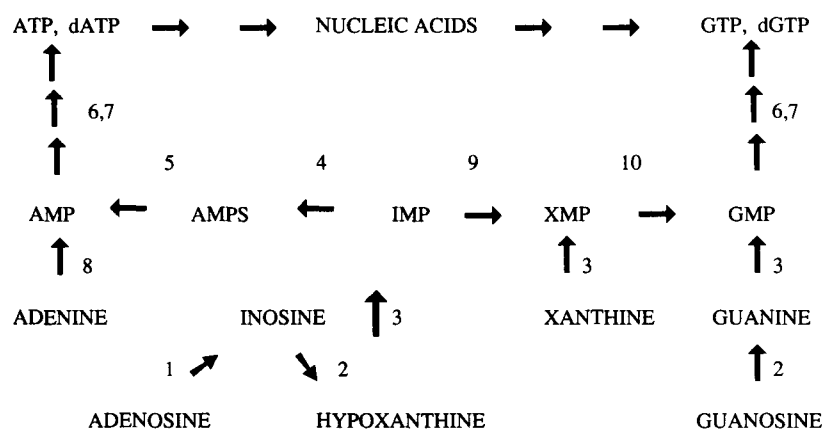 ATP, dATP NUCLEIC ACIDS GTP, dGTP
6,7 6,7
5 4 9 10
AMP AMPS IMP XMP GMP
8 3 3
ADENINE INOSINE 3 XANTHINE GUANINE
1 2 2
ADENOSINE HYPOXANTHINE GUANOSINE